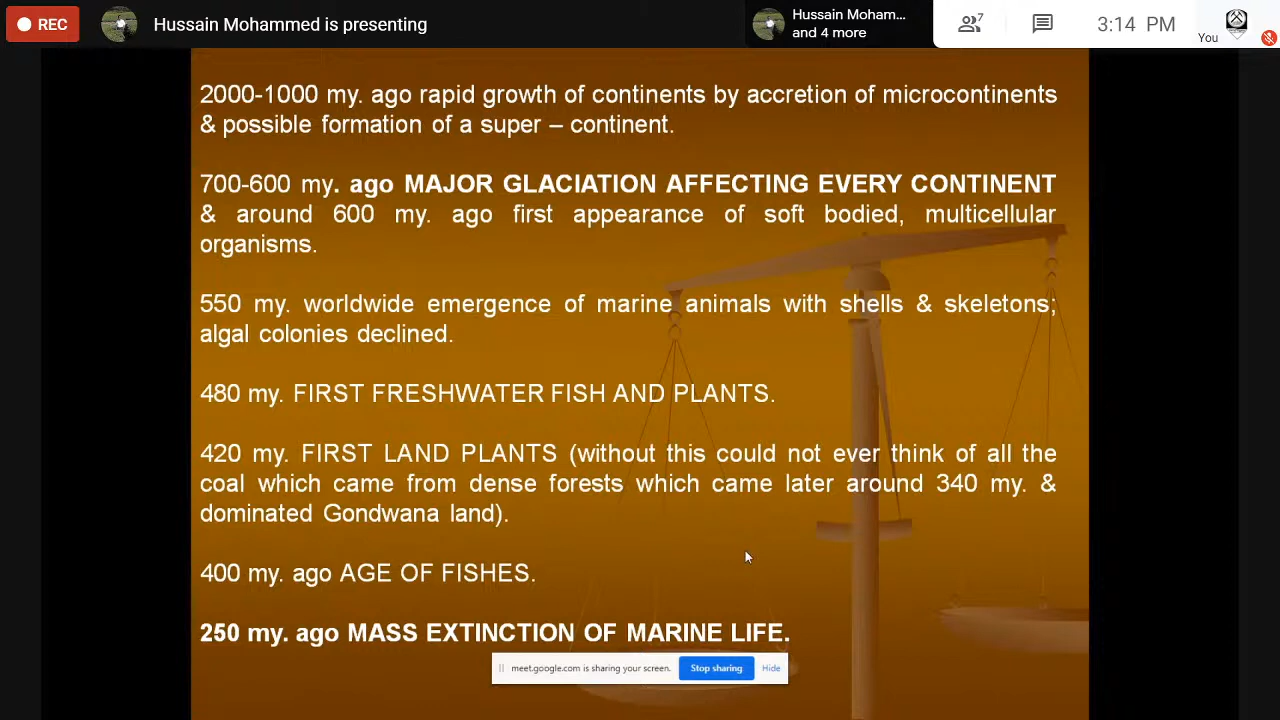 REC
Hussain Mohammed is presenting
Hussain Moham...
and 4 more
7
3:14 PM
You
2000-1000 my. ago rapid growth of continents by accretion of microcontinents
& possible formation of a super – continent.
700-600 my. ago MAJOR GLACIATION AFFECTING EVERY CONTINENT
& around 600 my. ago first appearance of soft bodied, multicellular
organisms.
550 my. worldwide emergence of marine animals with shells & skeletons;
algal colonies declined.
480 my. FIRST FRESHWATER FISH AND PLANTS.
420 my. FIRST LAND PLANTS (without this could not ever think of all the
coal which came from dense forests which came later around 340 my. &
dominated Gondwana land).
400 my. ago AGE OF FISHES.
250 my. ago MASS EXTINCTION OF MARINE LIFE.
meet.google.com is sharing your screen.
Stop sharing
Hide